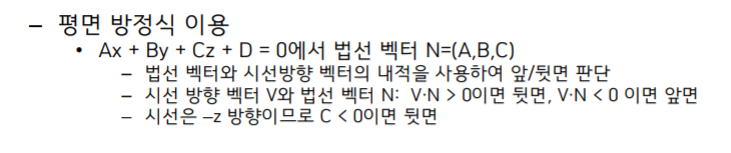 – 평면 방정식 이용
• Ax + By + Cz + D = 0에서 법선 벡터 N=(A,B,C)
– 법선 벡터와 시선방향 벡터의 내적을 사용하여 앞/뒷면 판단
– 시선 방향 벡터 V와 법선 벡터 N: V·N > 0이면 뒷면, V·N < 0 이면 앞면
– 시선은 –z 방향이므로 C < 0이면 뒷면